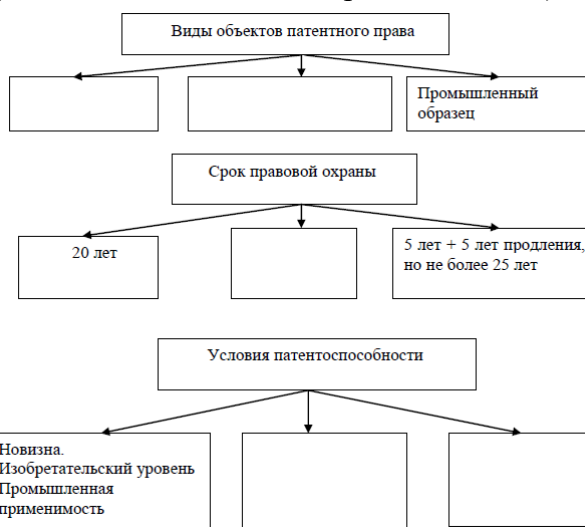 Виды объектов патентного права
Промышленный
образец
Срок правовой охраны
20 лет
5 лет + 5 лет продления,
но не более 25 лет
Условия патентоспособности
Новизна.
Изобретательский уровень
Промышленная
применимость